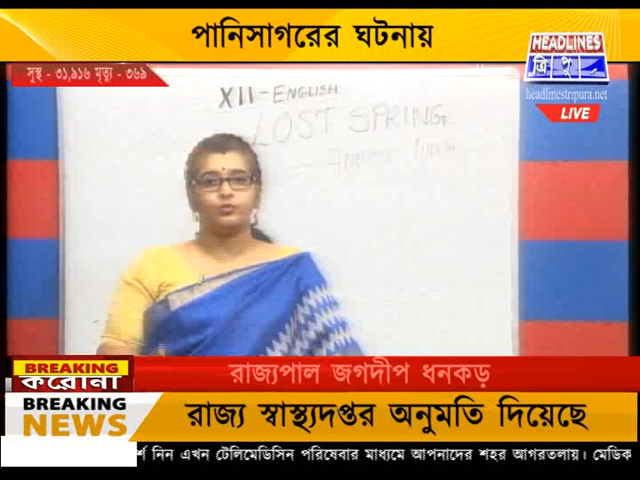 পানিসাগরের ঘটনায়
HEADLINES
ত্রিপুরা
headlinestripura.net
LIVE
সুস্থ - ৩১,৯১৬ মৃত্যু - ৩৬৯
XII - ENGLISH
LOST SPRING
BREAKING
করোনা
রাজ্যপাল জগদীপ ধনকড়
BREAKING
NEWS
রাজ্য স্বাস্থ্যদপ্তর অনুমতি দিয়েছে
র্শ নিন এখন টেলিমেডিসিন পরিষেবার মাধ্যমে আপনাদের শহর আগরতলায়। মেডিক